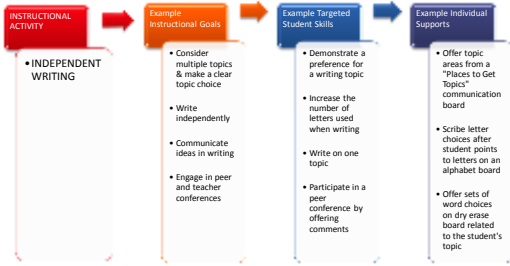 INSTRUCTIONAL
ACTIVITY
• INDEPENDENT
WRITING
Example
Instructional Goals
• Consider
multiple topics
& make a clear
topic choice
• Write
independently
• Communicate
ideas in writing
• Engage in peer
and teacher
conferences
Example Targeted
Student Skills
• Demonstrate a
preference for
a writing topic
• Increase the
number of
letters used
when writing
• Write on one
topic
• Participate in a
peer
conference by
offering
comments
Example Individual
Supports
• Offer topic
areas from a
"Places to Get
Topics"
communication
board
• Scribe letter
choices after
student points
to letters on an
alphabet board
• Offer sets of
word choices
on dry erase
board related
to the student's
topic